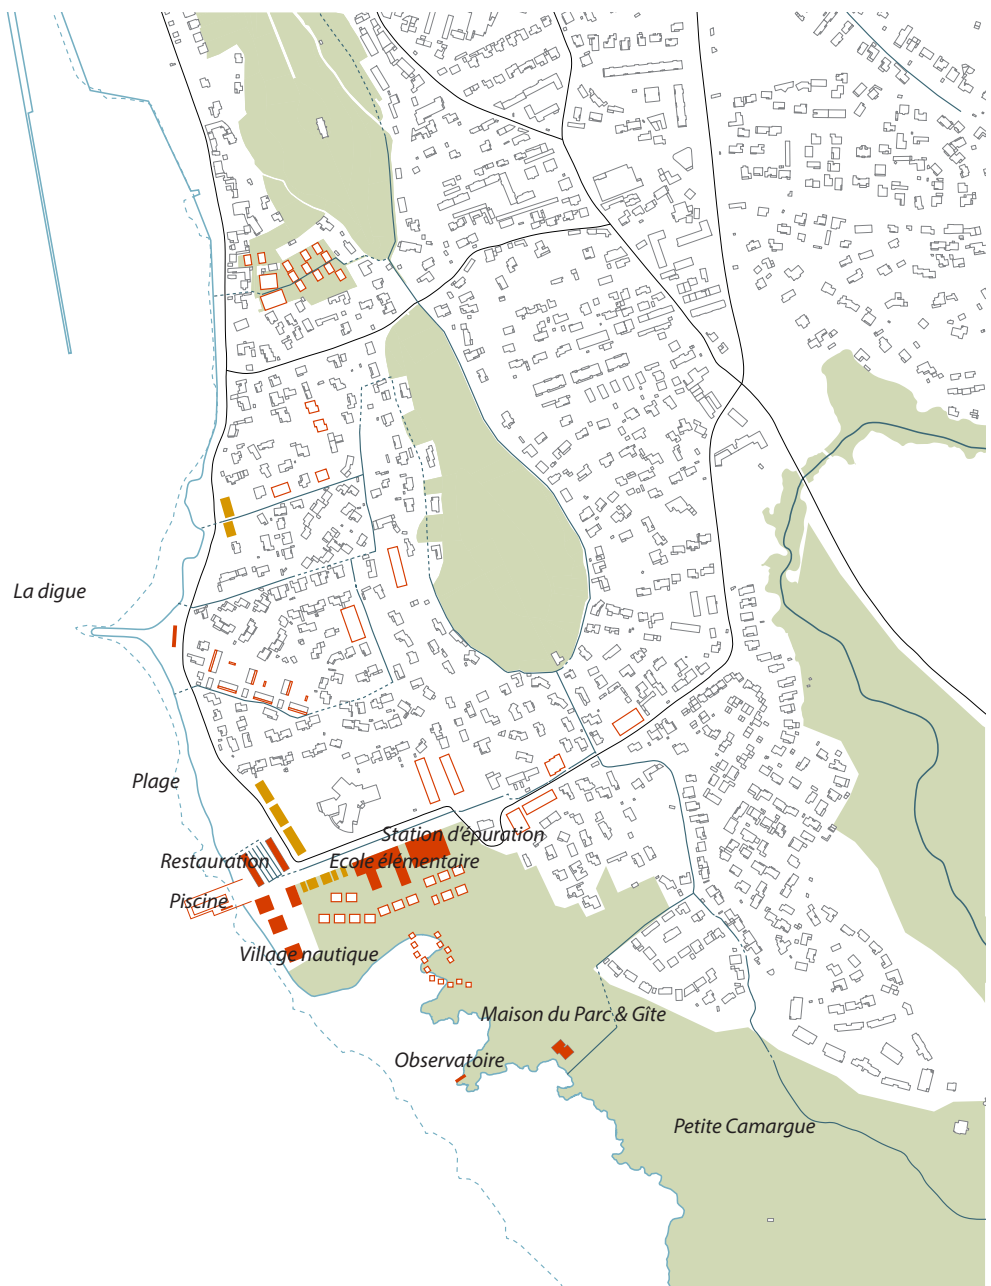 La digue
Plage
Station d'épuration
Restauration
Ecole élémentaire
Piscine
Village nautique
Maison du Parc & Gîte
Observatoire
Petite Camargue